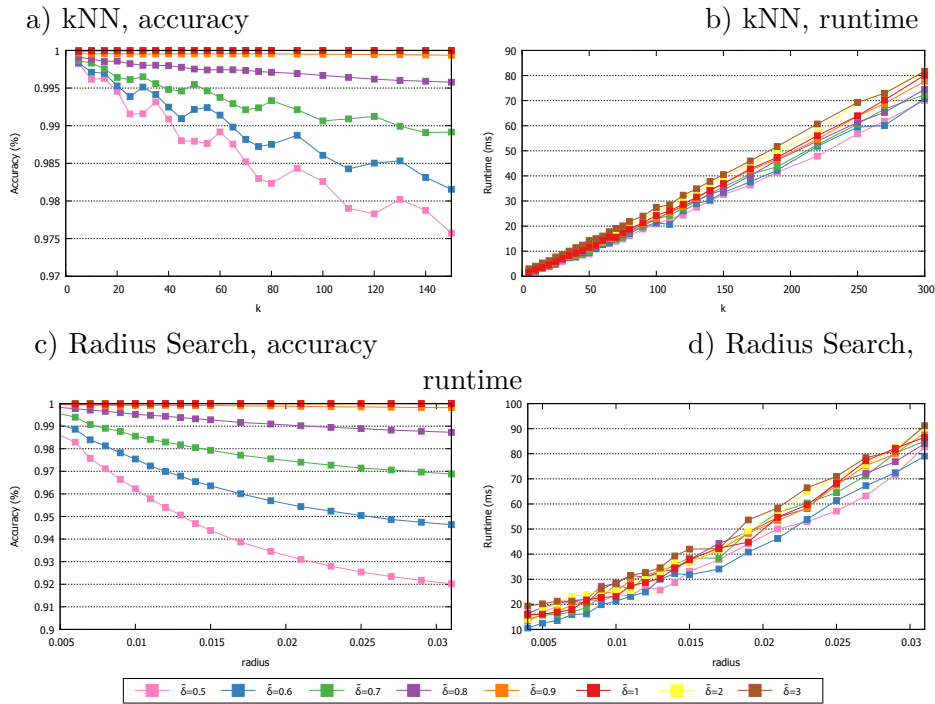 a) kNN, accuracy
b) kNN, runtime
1
0.995
0.99
0.985
0.98
0.975
0.97
Accuracy (%)
0 20 40 60 80 100 120 140
k
90
80
70
60
50
40
30
20
10
0
Runtime (ms)
0 50 100 150 200 250 300
k
c) Radius Search, accuracy
d) Radius Search,
runtime
1
0.99
0.98
0.97
0.96
0.95
0.94
0.93
0.92
0.91
0.9
Accuracy (%)
0.005 0.01 0.015 0.02 0.025 0.03
radius
100
90
80
70
60
50
40
30
20
10
Runtime (ms)
0.005 0.01 0.015 0.02 0.025 0.03
radius
δ̄=0.5 δ̄=0.6 δ̄=0.7 δ̄=0.8 δ̄=0.9 δ̄=1 δ̄=2 δ̄=3